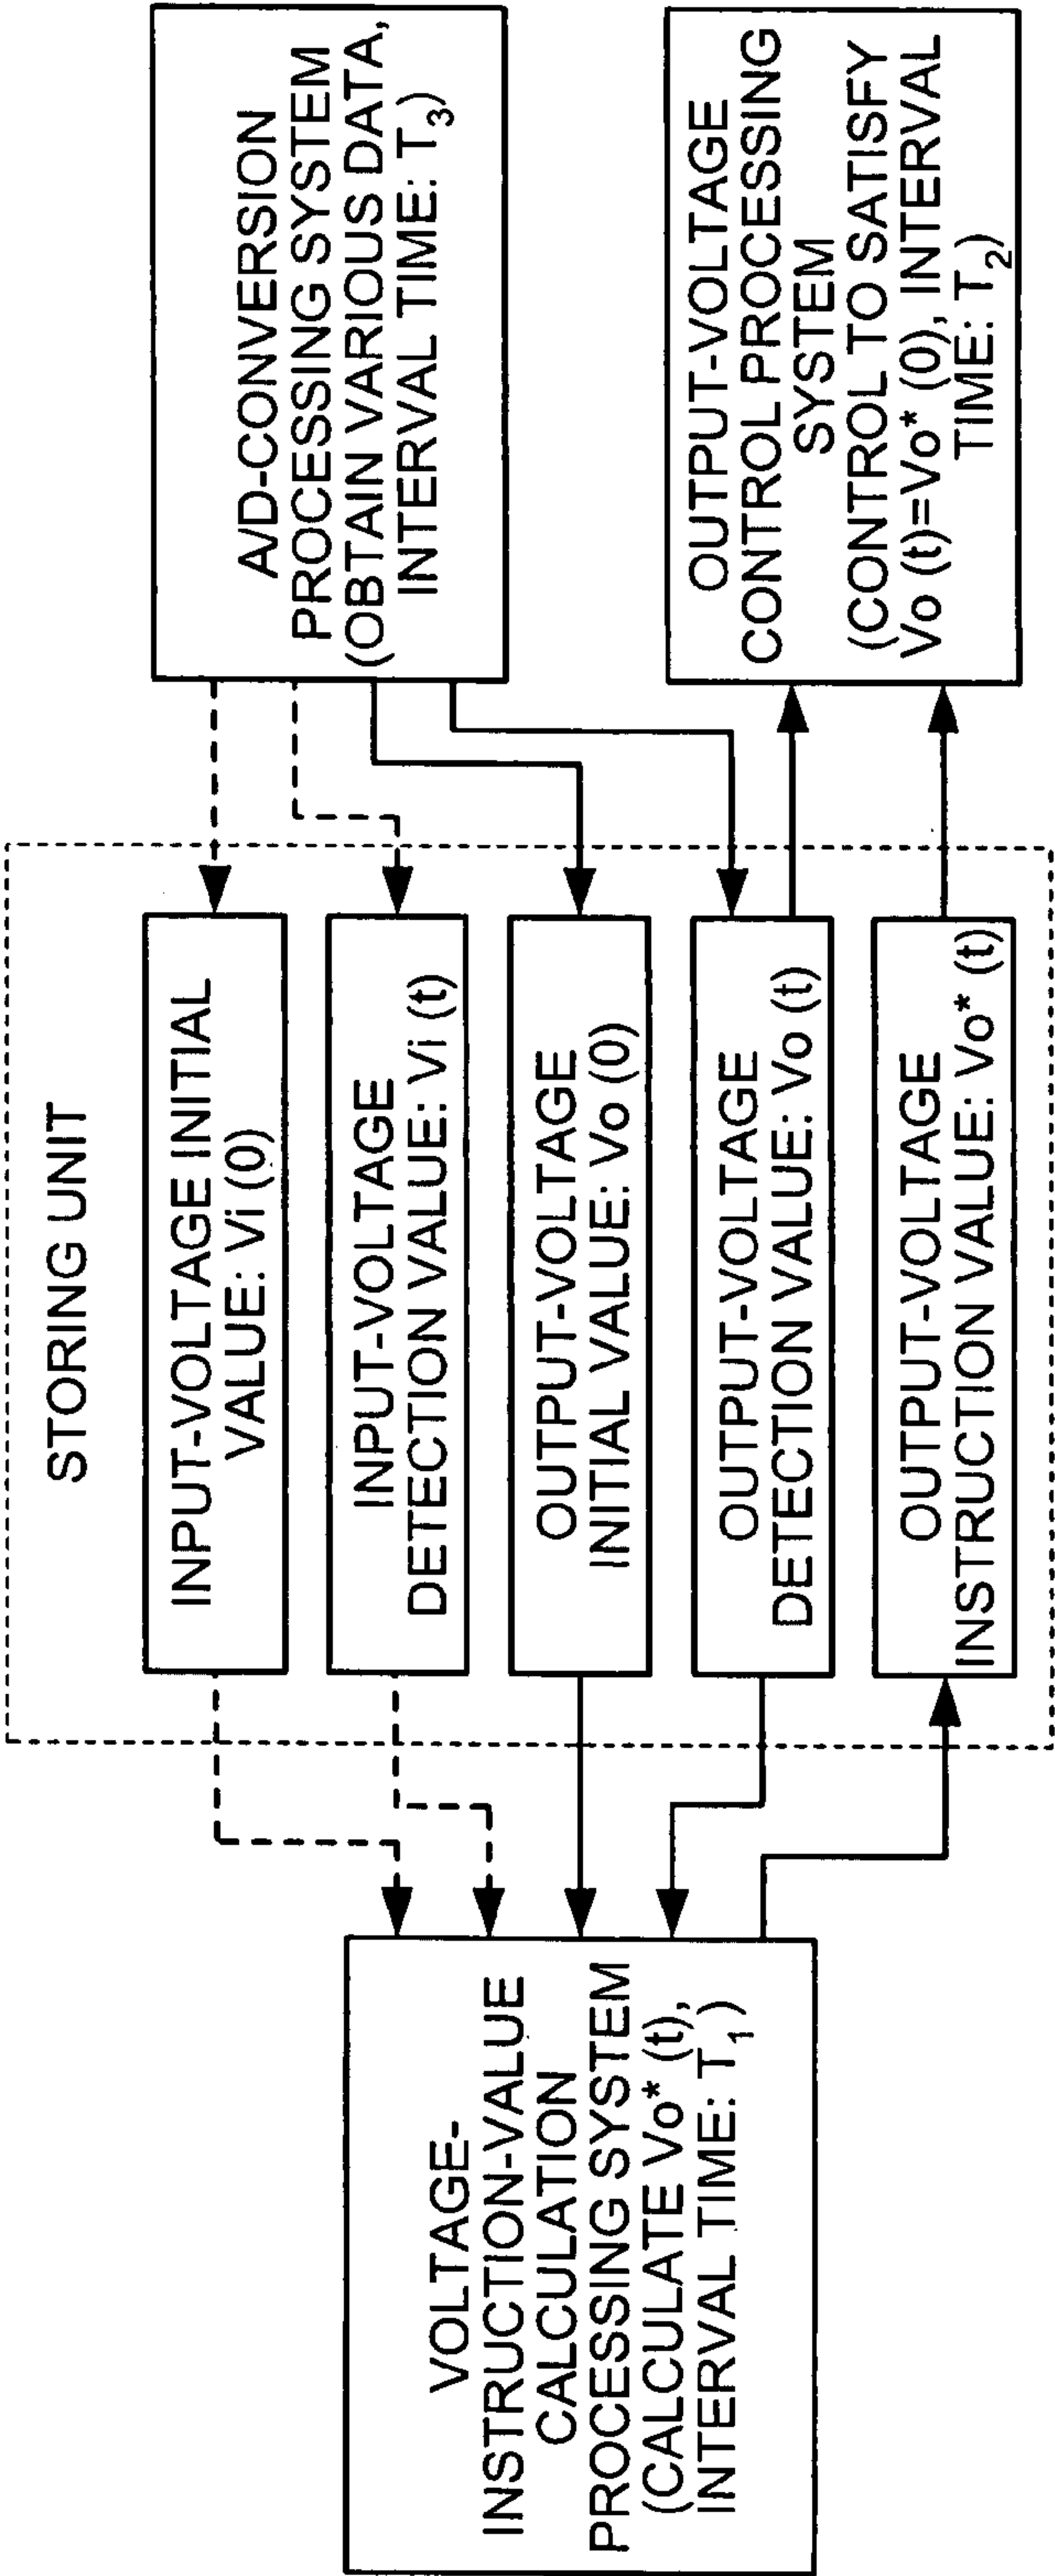 VOLTAGE-
INSTRUCTION-VALUE
CALCULATION
PROCESSING SYSTEM
(CALCULATE Vo* (t),
INTERVAL TIME: T1 )
STORING UNIT
INPUT-VOLTAGE INITIAL
VALUE: Vi (0)
INPUT-VOLTAGE
DETECTION VALUE: Vi (t)
OUTPUT-VOLTAGE
INITIAL VALUE: Vo (0)
OUTPUT-VOLTAGE
DETECTION VALUE: Vo (t)
OUTPUT-VOLTAGE
INSTRUCTION VALUE: Vo* (t)
A/D-CONVERSION
PROCESSING SYSTEM
(OBTAIN VARIOUS DATA,
INTERVAL TIME: T3)
OUTPUT-VOLTAGE
CONTROL PROCESSING
SYSTEM
(CONTROL TO SATISFY
Vo (t)=Vo* (0), INTERVAL
TIME: T2)